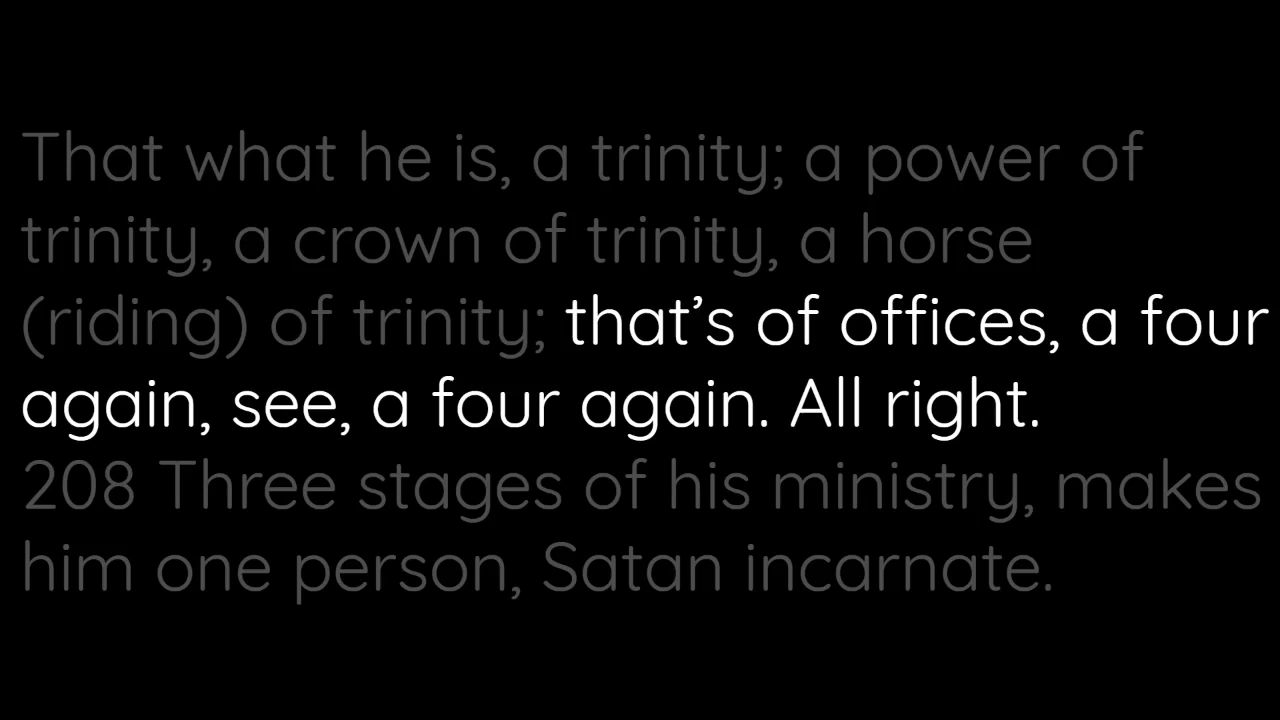 That what he is, a trinity; a power of
trinity, a crown of trinity, a horse
(riding) of trinity; that’s of offices, a four
again, see, a four again. All right.
208 Three stages of his ministry, makes
him one person, Satan incarnate.